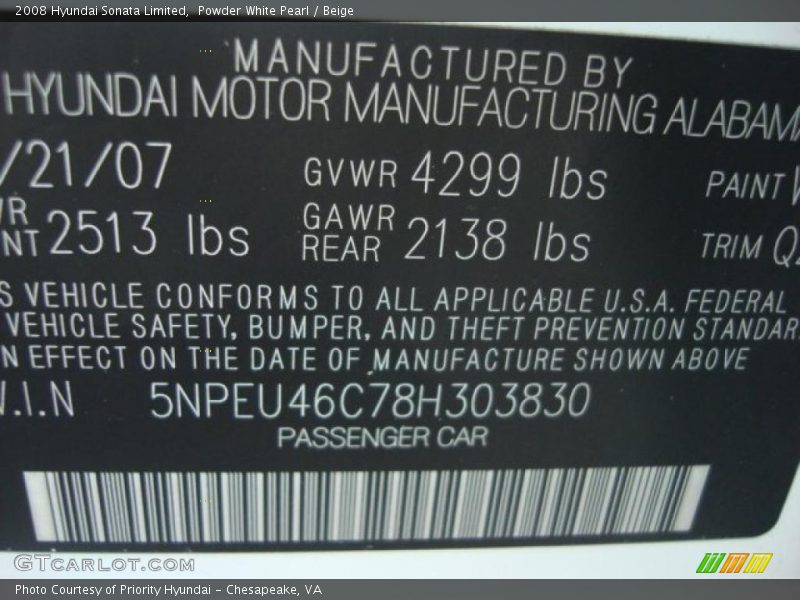 2008 Hyundai Sonata Limited, Powder White Pearl / Beige
MANUFACTURED BY
HYUNDAI MOTOR MANUFACTURING ALABAMA
/21/07 GVWR 4299 lbs PAINT
NT 2513 lbs GAWR REAR 2138 lbs TRIM
S VEHICLE CONFORMS TO ALL APPLICABLE U.S.A. FEDERAL
VEHICLE SAFETY, BUMPER, AND THEFT PREVENTION STANDAR
N EFFECT ON THE DATE OF MANUFACTURE SHOWN ABOVE
V.I.N 5NPEU46C78H303830
PASSENGER CAR
GTCARLOT.COM
Photo Courtesy of Priority Hyundai - Chesapeake, VA